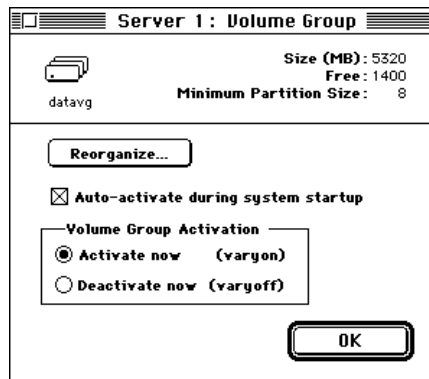 Server 1: Volume Group
Size (MB): 5320
Free: 1400
Minimum Partition Size: 8
datavg
Reorganize...
Auto-activate during system startup
Volume Group Activation
Activate now (varyon)
Deactivate now (varyoff)
OK